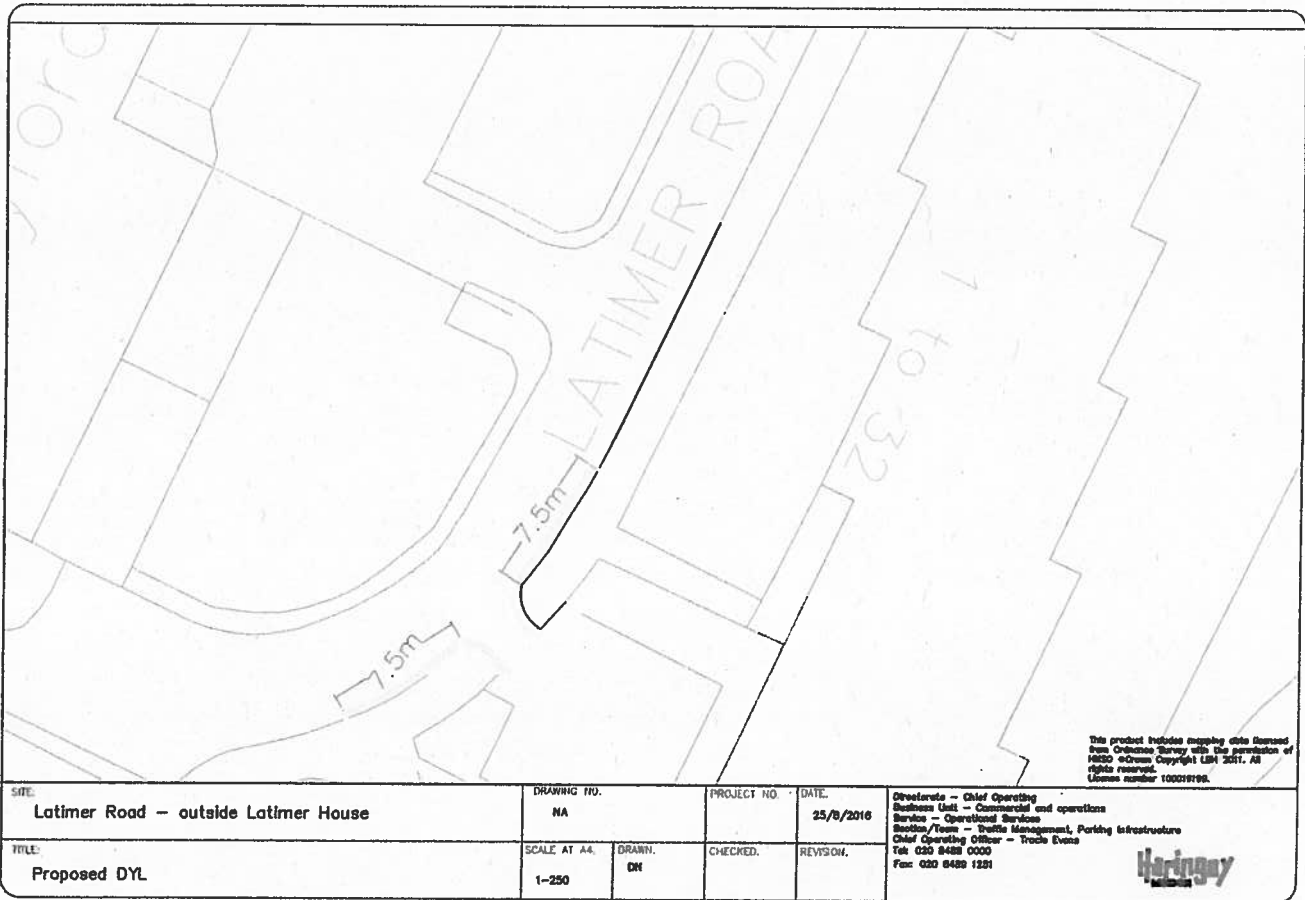 LATIMER ROA
1 to 32
7.5m
7.5m
This product includes mapping data licensed
from Ordnance Survey with the permission of
HMSO ©Crown Copyright LBH 2011. All
rights reserved.
License number 100019199.
SITE:
Latimer Road – outside Latimer House
DRAWING NO.
NA
PROJECT NO.
DATE.
25/8/2016
TITLE:
Proposed DYL
SCALE AT A4.
1-250
DRAWN.
DH
CHECKED.
REVISION.
Directorate – Chief Operating
Business Unit – Commercial and operations
Service – Operational Services
Section/Team – Traffic Management, Parking Infrastructure
Chief Operating Officer – Tracie Evans
Tel: 020 8489 0000
Fax: 020 8489 1251
Haringey